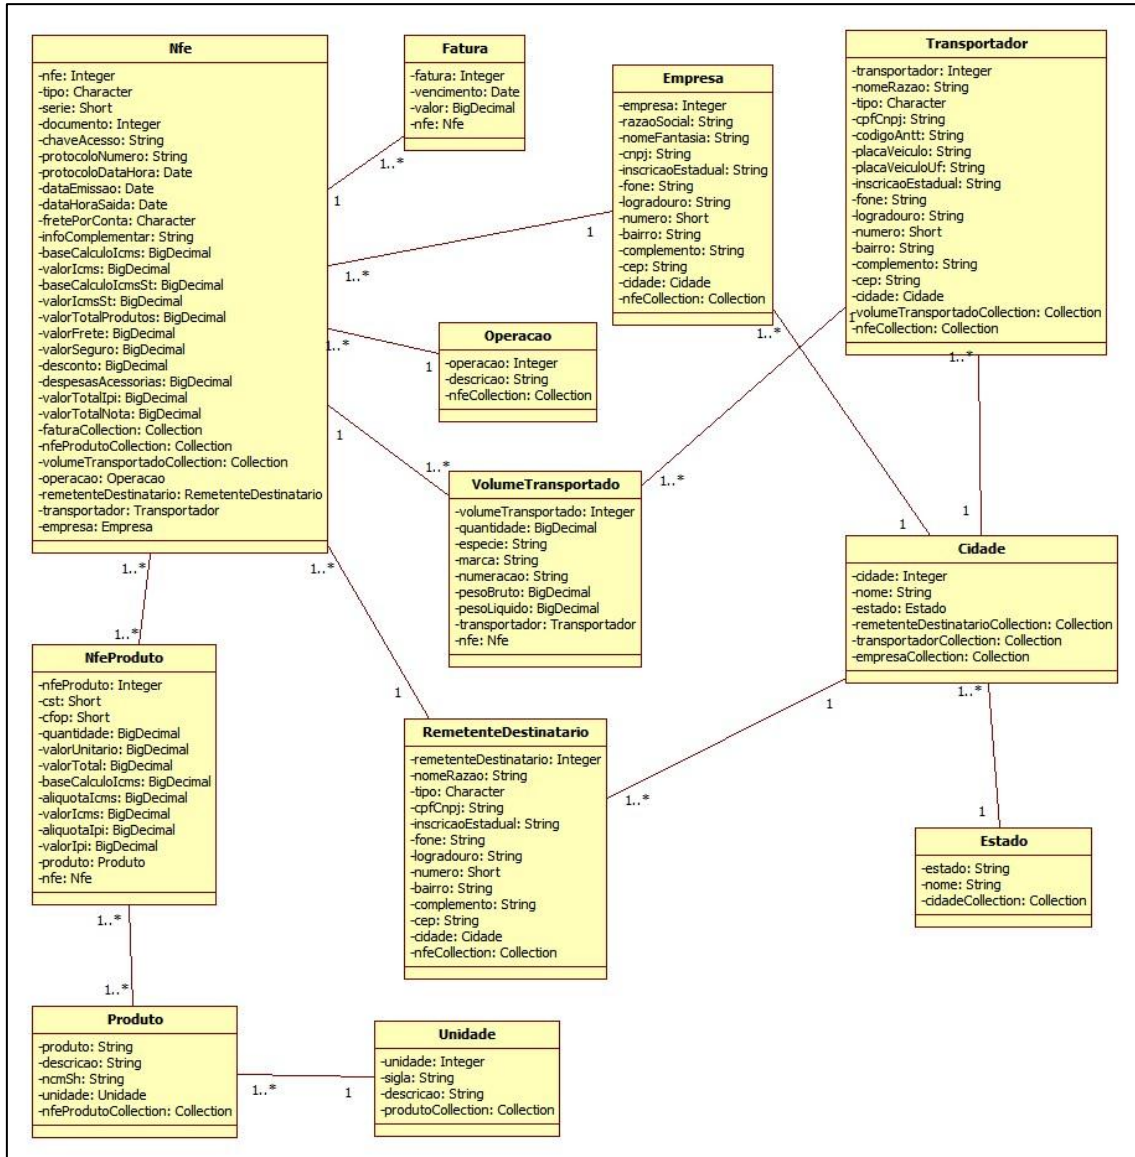 Nfe
-nfe: Integer
-tipo: Character
-serie: Short
-documento: Integer
-chaveAcesso: String
-protocoloNumero: String
-protocoloDataHora: Date
-dataEmissao: Date
-dataHoraSaida: Date
-fretePorConta: Character
-infoComplementar: String
-baseCalculoIcms: BigDecimal
-valorIcms: BigDecimal
-baseCalculoIcmsSt: BigDecimal
-valorIcmsSt: BigDecimal
-valorTotalProdutos: BigDecimal
-valorFrete: BigDecimal
-valorSeguro: BigDecimal
-desconto: BigDecimal
-despesasAcessorias: BigDecimal
-valorTotalIpi: BigDecimal
-valorTotalNota: BigDecimal
-faturaCollection: Collection
-nfeProdutoCollection: Collection
-volumeTransportadoCollection: Collection
-operacao: Operacao
-remetenteDestinatario: RemetenteDestinatario
-transportador: Transportador
-empresa: Empresa
Fatura
-fatura: Integer
-vencimento: Date
-valor: BigDecimal
-nfe: Nfe
1..*
1
Empresa
-empresa: Integer
-razaoSocial: String
-nomeFantasia: String
-cnpj: String
-inscricaoEstadual: String
-fone: String
-logradouro: String
-numero: Short
-bairro: String
-complemento: String
-cep: String
-cidade: Cidade
-nfeCollection: Collection
1
1..*
1..*
Transportador
-transportador: Integer
-nomeRazao: String
-tipo: Character
-cpfCnpj: String
-codigoAntt: String
-placaVeiculo: String
-placaVeiculoUf: String
-inscricaoEstadual: String
-fone: String
-logradouro: String
-numero: Short
-bairro: String
-complemento: String
-cep: String
-cidade: Cidade
-volumeTransportadoCollection: Collection
-nfeCollection: Collection
1
1..*
Operacao
-operacao: Integer
-descricao: String
-nfeCollection: Collection
1..*
1
1
1..*
VolumeTransportado
-volumeTransportado: Integer
-quantidade: BigDecimal
-especie: String
-marca: String
-numeracao: String
-pesoBruto: BigDecimal
-pesoLiquido: BigDecimal
-transportador: Transportador
-nfe: Nfe
1..*
1
1
Cidade
-cidade: Integer
-nome: String
-estado: Estado
-remetenteDestinatarioCollection: Collection
-transportadorCollection: Collection
-empresaCollection: Collection
1..*
1..*
1..*
NfeProduto
-nfeProduto: Integer
-cst: Short
-cfop: Short
-quantidade: BigDecimal
-valorUnitario: BigDecimal
-valorTotal: BigDecimal
-baseCalculoIcms: BigDecimal
-aliquotaIcms: BigDecimal
-valorIcms: BigDecimal
-aliquotaIpi: BigDecimal
-valorIpi: BigDecimal
-produto: Produto
-nfe: Nfe
1
RemetenteDestinatario
-remetenteDestinatario: Integer
-nomeRazao: String
-tipo: Character
-cpfCnpj: String
-inscricaoEstadual: String
-fone: String
-logradouro: String
-numero: Short
-bairro: String
-complemento: String
-cep: String
-cidade: Cidade
-nfeCollection: Collection
1
1..*
1..*
1
Estado
-estado: String
-nome: String
-cidadeCollection: Collection
1..*
1..*
Produto
-produto: String
-descricao: String
-ncmSh: String
-unidade: Unidade
-nfeProdutoCollection: Collection
1..*
1
Unidade
-unidade: Integer
-sigla: String
-descricao: String
-produtoCollection: Collection